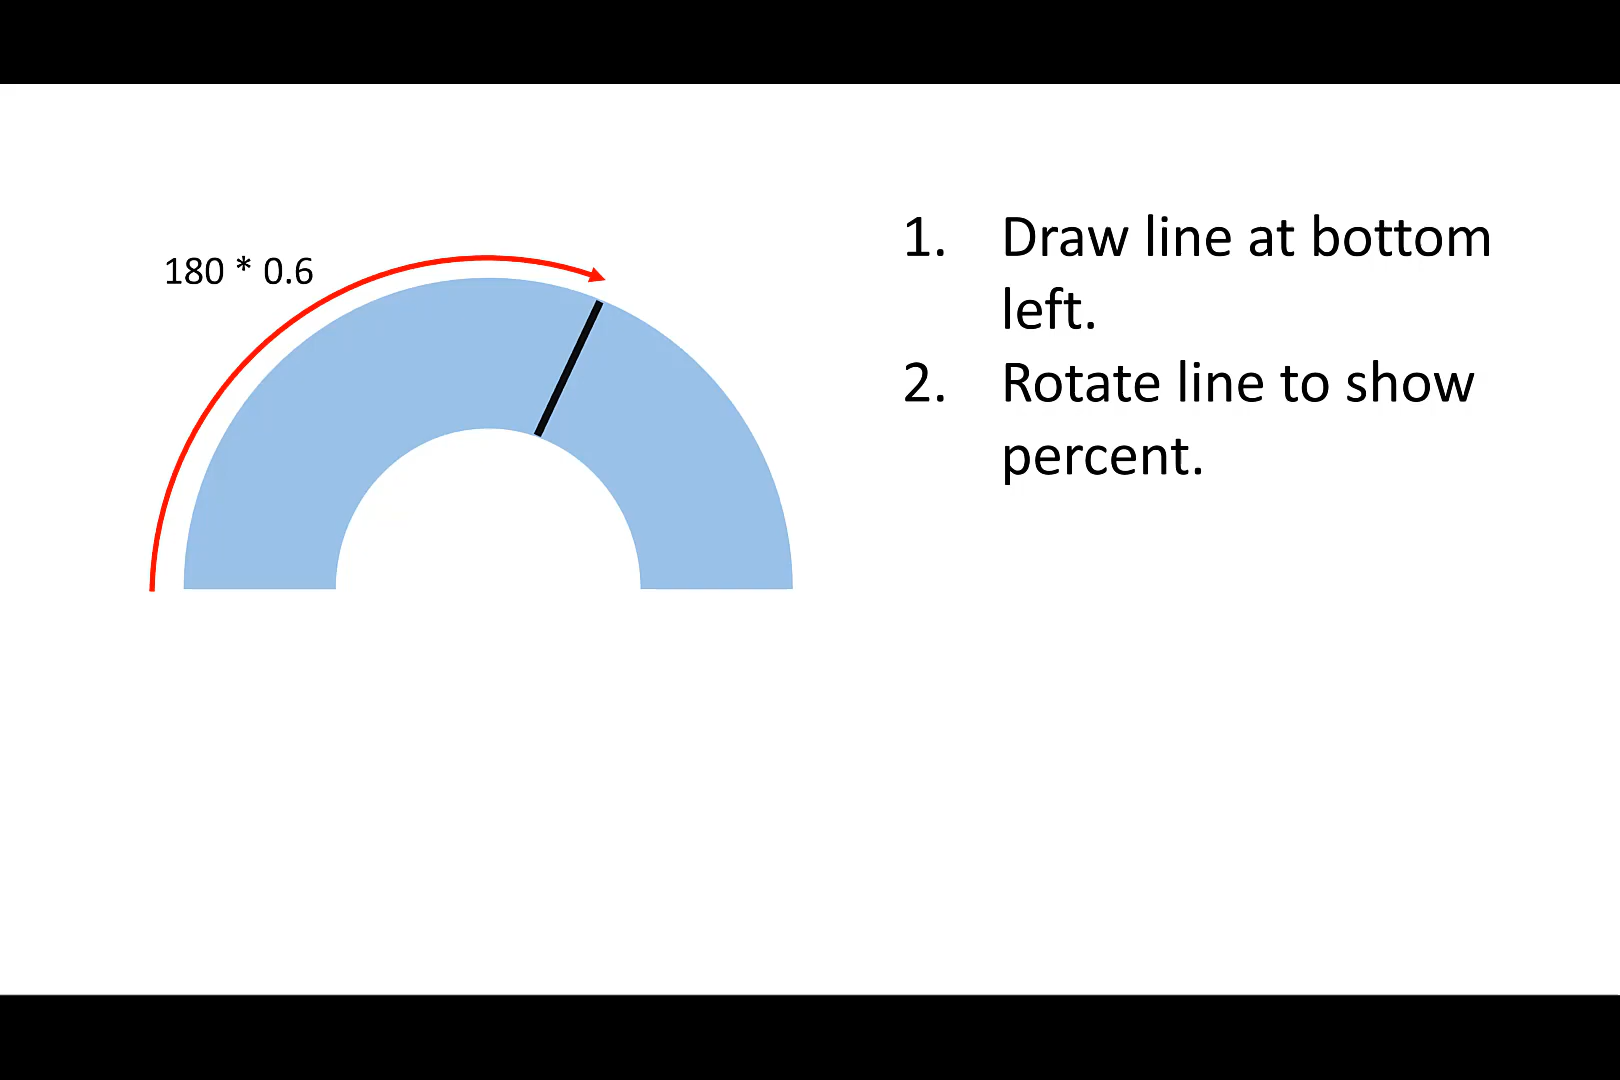 180 * 0.6
1. Draw line at bottom
left.
2. Rotate line to show
percent.